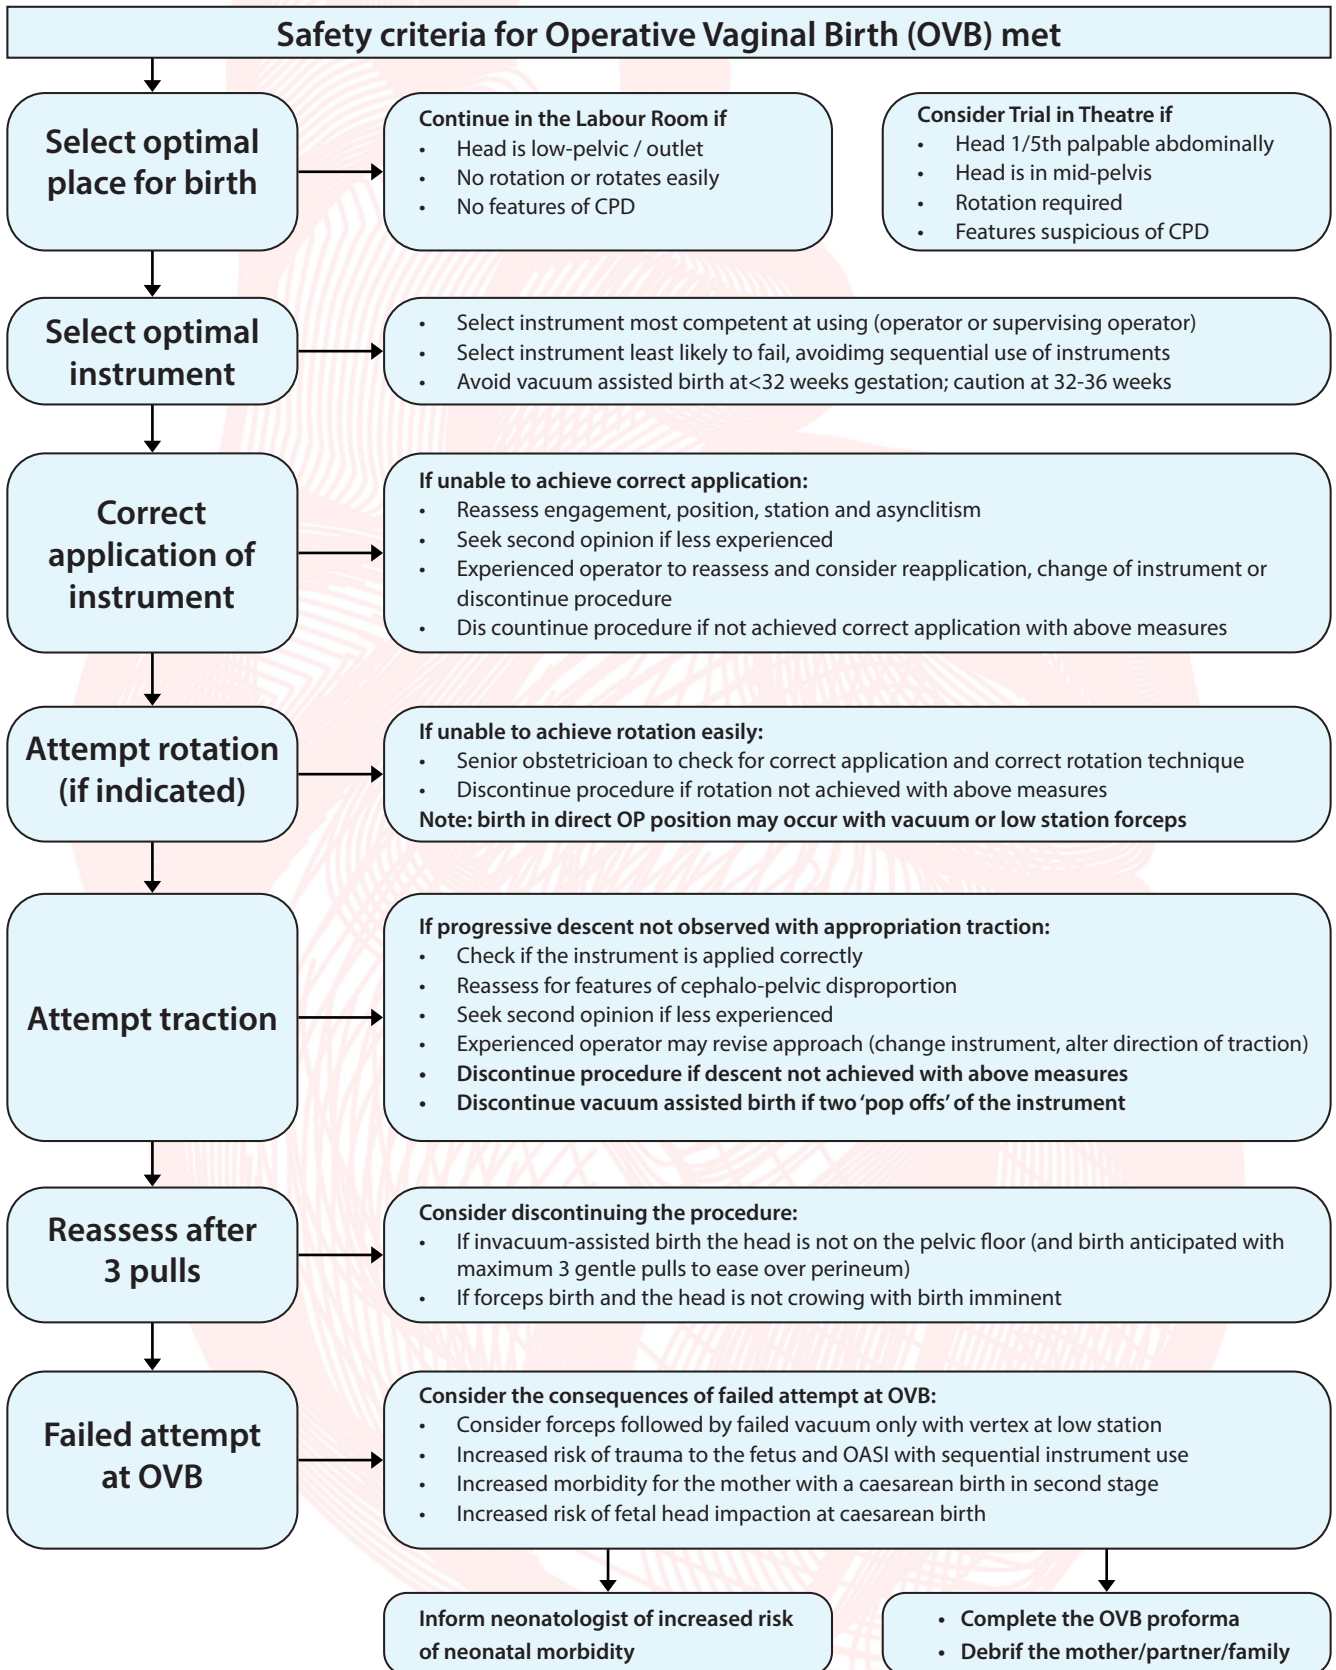 Safety criteria for Operative Vaginal Birth (OVB) met
Select optimal
place for birth
Continue in the Labour Room if
• Head is low-pelvic / outlet
• No rotation or rotates easily
• No features of CPD
Consider Trial in Theatre if
• Head 1/5th palpable abdominally
• Head is in mid-pelvis
• Rotation required
• Features suspicious of CPD
Select optimal
instrument
• Select instrument most competent at using (operator or supervising operator)
• Select instrument least likely to fail, avoidimg sequential use of instruments
• Avoid vacuum assisted birth at<32 weeks gestation; caution at 32-36 weeks
Correct
application of
instrument
If unable to achieve correct application:
• Reassess engagement, position, station and asynclitism
• Seek second opinion if less experienced
• Experienced operator to reassess and consider reapplication, change of instrument or
discontinue procedure
• Dis countinue procedure if not achieved correct application with above measures
Attempt rotation
(if indicated)
If unable to achieve rotation easily:
• Senior obstetricioan to check for correct application and correct rotation technique
• Discontinue procedure if rotation not achieved with above measures
Note: birth in direct OP position may occur with vacuum or low station forceps
Attempt traction
If progressive descent not observed with appropriation traction:
• Check if the instrument is applied correctly
• Reassess for features of cephalo-pelvic disproportion
• Seek second opinion if less experienced
• Experienced operator may revise approach (change instrument, alter direction of traction)
• Discontinue procedure if descent not achieved with above measures
• Discontinue vacuum assisted birth if two ‘pop offs’ of the instrument
Reassess after
3 pulls
Consider discontinuing the procedure:
• If invacuum-assisted birth the head is not on the pelvic floor (and birth anticipated with
maximum 3 gentle pulls to ease over perineum)
• If forceps birth and the head is not crowing with birth imminent
Failed attempt
at OVB
Consider the consequences of failed attempt at OVB:
• Consider forceps followed by failed vacuum only with vertex at low station
• Increased risk of trauma to the fetus and OASI with sequential instrument use
• Increased morbidity for the mother with a caesarean birth in second stage
• Increased risk of fetal head impaction at caesarean birth
Inform neonatologist of increased risk
of neonatal morbidity
• Complete the OVB proforma
• Debrif the mother/partner/family